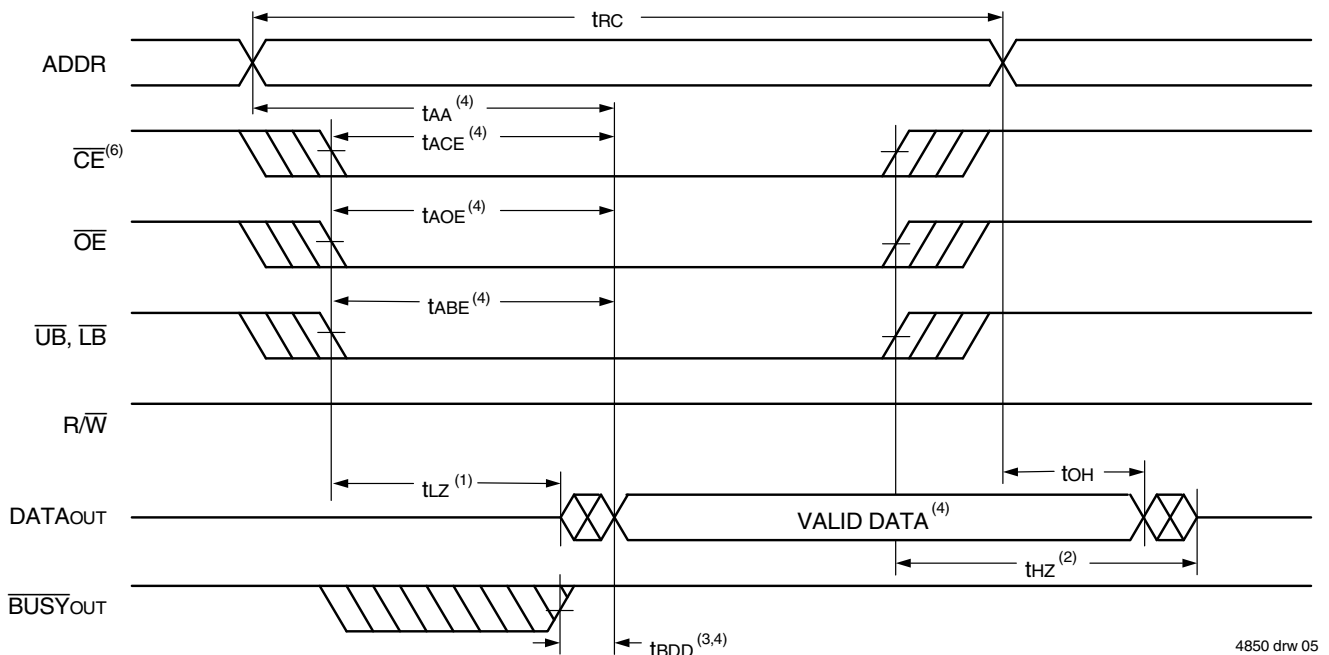 tRC
ADDR
tAA (4)
tACE (4)
CE(6)
tAOE (4)
OE
tABE (4)
UB, LB
R/W
tLZ (1)
tOH
DATAOUT
VALID DATA(4)
tHZ (2)
BUSYOUT
tBDD (3,4)
4850 drw 05